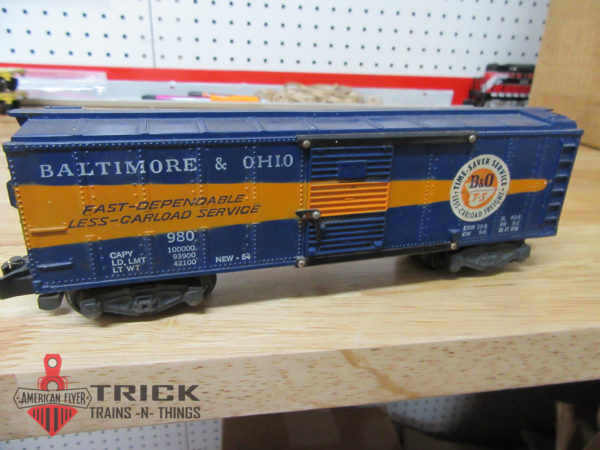 BALTIMORE & OHIO
FAST-DEPENDABLE
LESS-CARLOAD SERVICE
980
CAPY 100000
LD. LMT 93900
LT WT 42100
NEW - 54
TIME-SAVER SERVICE
B&O
T-S
LESS-CARLOAD FREIGHT
AMERICAN FLYER
TRICK
TRAINS -N- THINGS